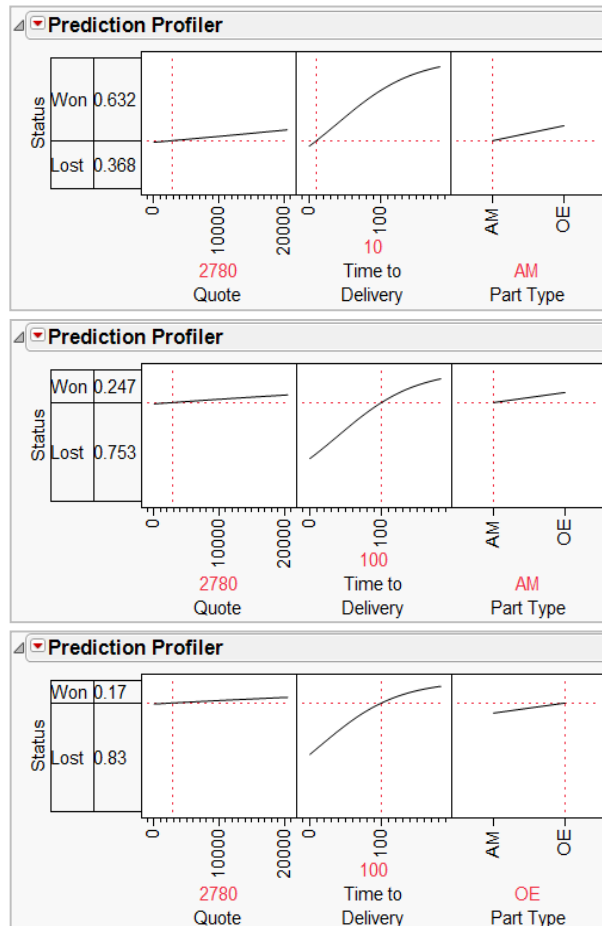 Prediction Profiler
Status
Won 0.632
Lost 0.368
0 10000 20000 0 100 AM OE
2780 10 AM
Quote Time to Delivery Part Type
Prediction Profiler
Status
Won 0.247
Lost 0.753
0 10000 20000 0 100 AM OE
2780 100 AM
Quote Time to Delivery Part Type
Prediction Profiler
Status
Won 0.17
Lost 0.83
0 10000 20000 0 100 AM OE
2780 100 OE
Quote Time to Delivery Part Type